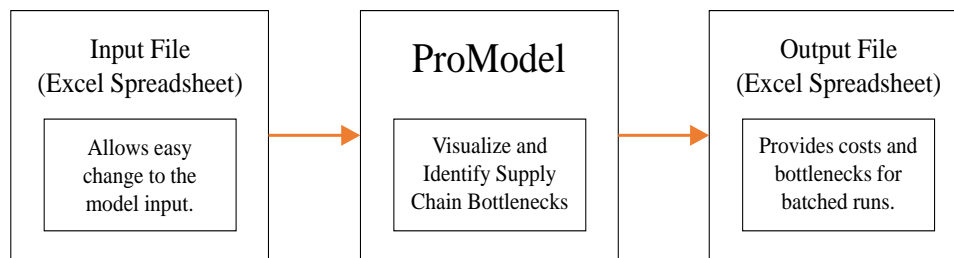 Input File
(Excel Spreadsheet)
Allows easy
change to the
model input.
ProModel
Visualize and
Identify Supply
Chain Bottlenecks
Output File
(Excel Spreadsheet)
Provides costs and
bottlenecks for
batched runs.